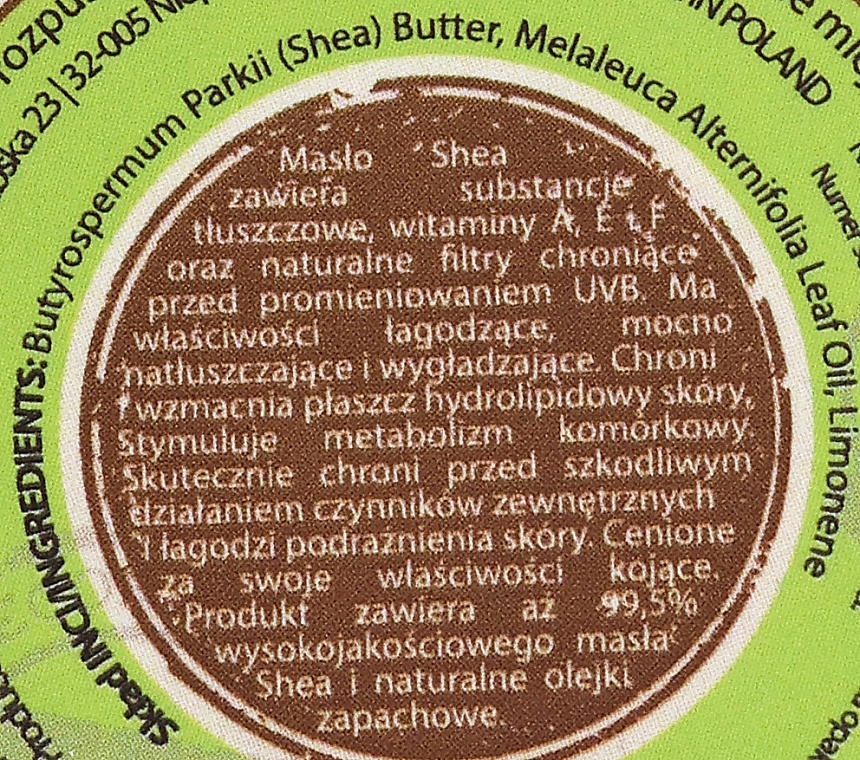 32-005
IN POLAND
Skład INCI/INGREDIENTS: Butyrospermum Parkii (Shea) Butter, Melaleuca Alternifolia Leaf Oil, Limonene
Masło Shea
zawiera substancje
tłuszczowe, witaminy A, E i F
oraz naturalne filtry chroniące
przed promieniowaniem UVB. Ma
właściwości łagodzące, mocno
natłuszczające i wygładzające. Chroni
i wzmacnia płaszcz hydrolipidowy skóry,
Stymuluje metabolizm komórkowy.
Skutecznie chroni przed szkodliwym
działaniem czynników zewnętrznych
i łagodzi podrażnienia skóry. Cenione
za swoje właściwości kojące.
Produkt zawiera aż 99,5%
wysokojakościowego masła
Shea i naturalne olejki
zapachowe.